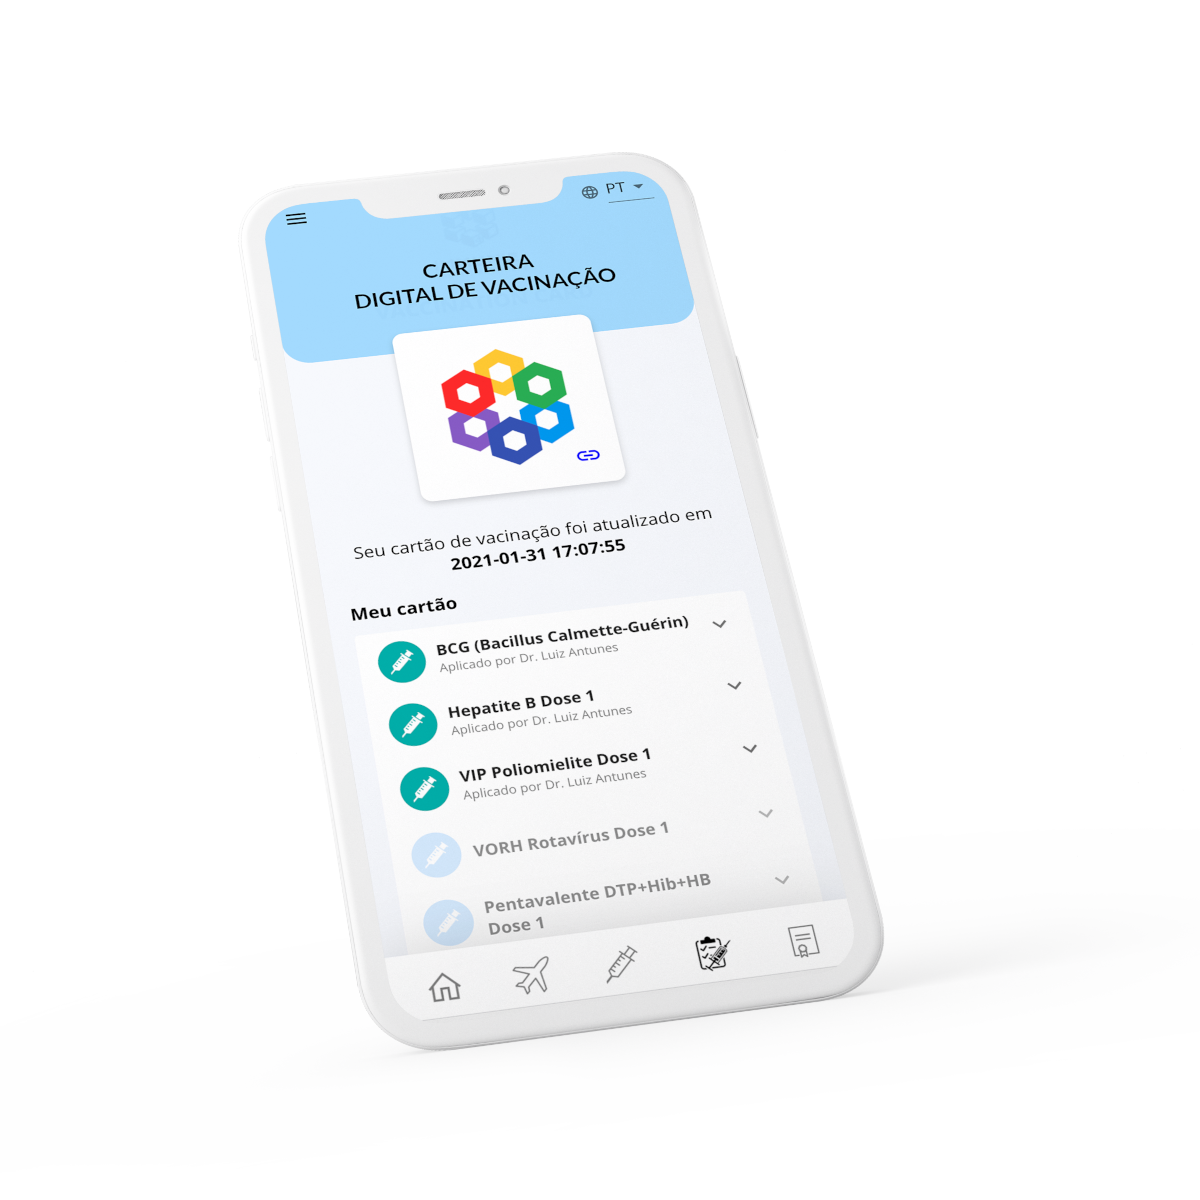 PT
CARTEIRA
DIGITAL DE VACINAÇÃO
Seu cartão de vacinação foi atualizado em
2021-01-31 17:07:55
Meu cartão
BCG (Bacillus Calmette-Guérin)
Aplicado por Dr. Luiz Antunes
Hepatite B Dose 1
Aplicado por Dr. Luiz Antunes
VIP Poliomielite Dose 1
Aplicado por Dr. Luiz Antunes
VORH Rotavírus Dose 1
Pentavalente DTP+Hib+HB
Dose 1